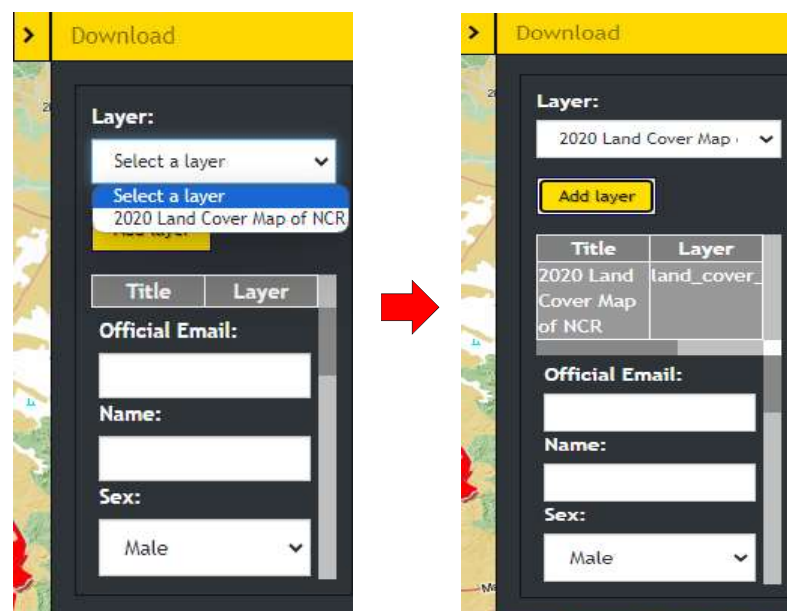 Download
Layer:
Select a layer
Select a layer
2020 Land Cover Map of NCR
Title Layer
Official Email:
Name:
Sex:
Male
Download
Layer:
2020 Land Cover Map
Add layer
Title Layer
2020 Land land_cover_
Cover Map
of NCR
Official Email:
Name:
Sex:
Male